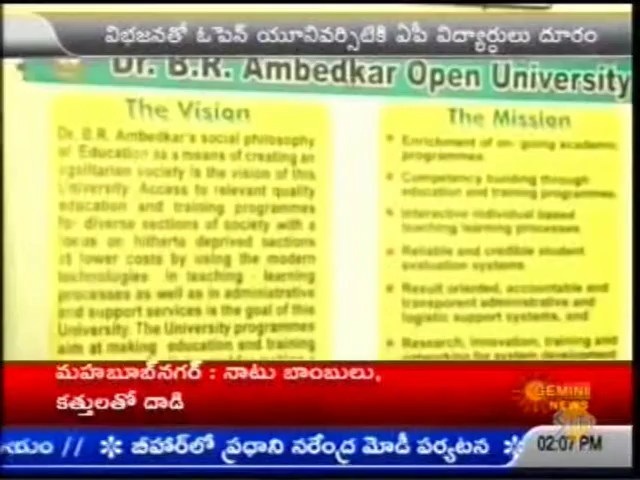 విభజనతో ఓపెన్ యూనివర్సిటికి ఏపీ విద్యార్థులు దూరం
Dr. B.R. Ambedkar Open University
The Vision
Dr. B.R. Ambedkar's social philosophy
of Education as a means of creating an
egalitarian society is the vision of this
University. Access to relevant quality
education and training programmes
for diverse sections of society with a
focus on hitherto deprived sections
at lower costs by using the modern
technologies in teaching - learning
processes as well as in administrative
and support services is the goal of this
University. The University programmes
aim at making education and training
The Mission
Enrichment of on-going academic
programmes.
Competency building through
education and training programmes.
Interactive individual based
teaching learning processes.
Reliable and credible student
evaluation systems.
Result oriented, accountable and
transparent administrative and
logistic support systems, and
Research, innovation, training and
networking for system development
మహబూబ్‌నగర్ : నాటు బాంబులు,
కత్తులతో దాడి
GEMINI
NEWS
// ✻ బీహార్‌లో ప్రధాని నరేంద్ర మోడీ పర్యటన ✻
02:07 PM